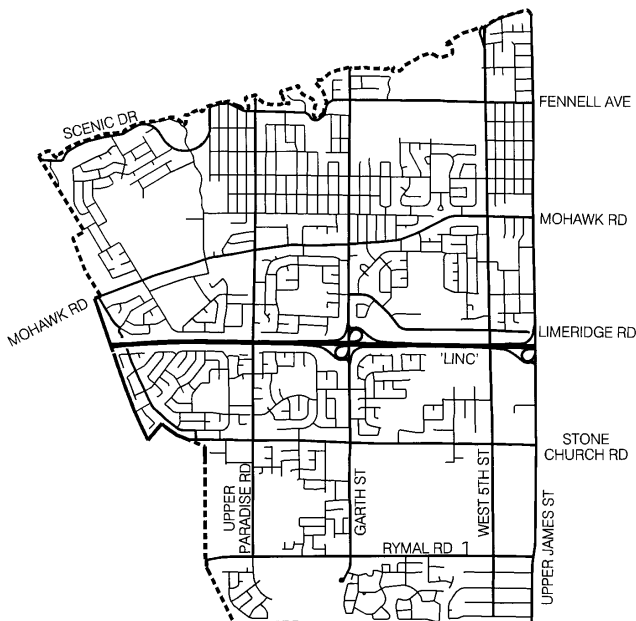 FENNELL AVE
SCENIC DR
MOHAWK RD
MOHAWK RD
LIMERIDGE RD
'LINC'
STONE
CHURCH RD
UPPER
PARADISE RD
GARTH ST
WEST 5TH ST
UPPER JAMES ST
RYMAL RD